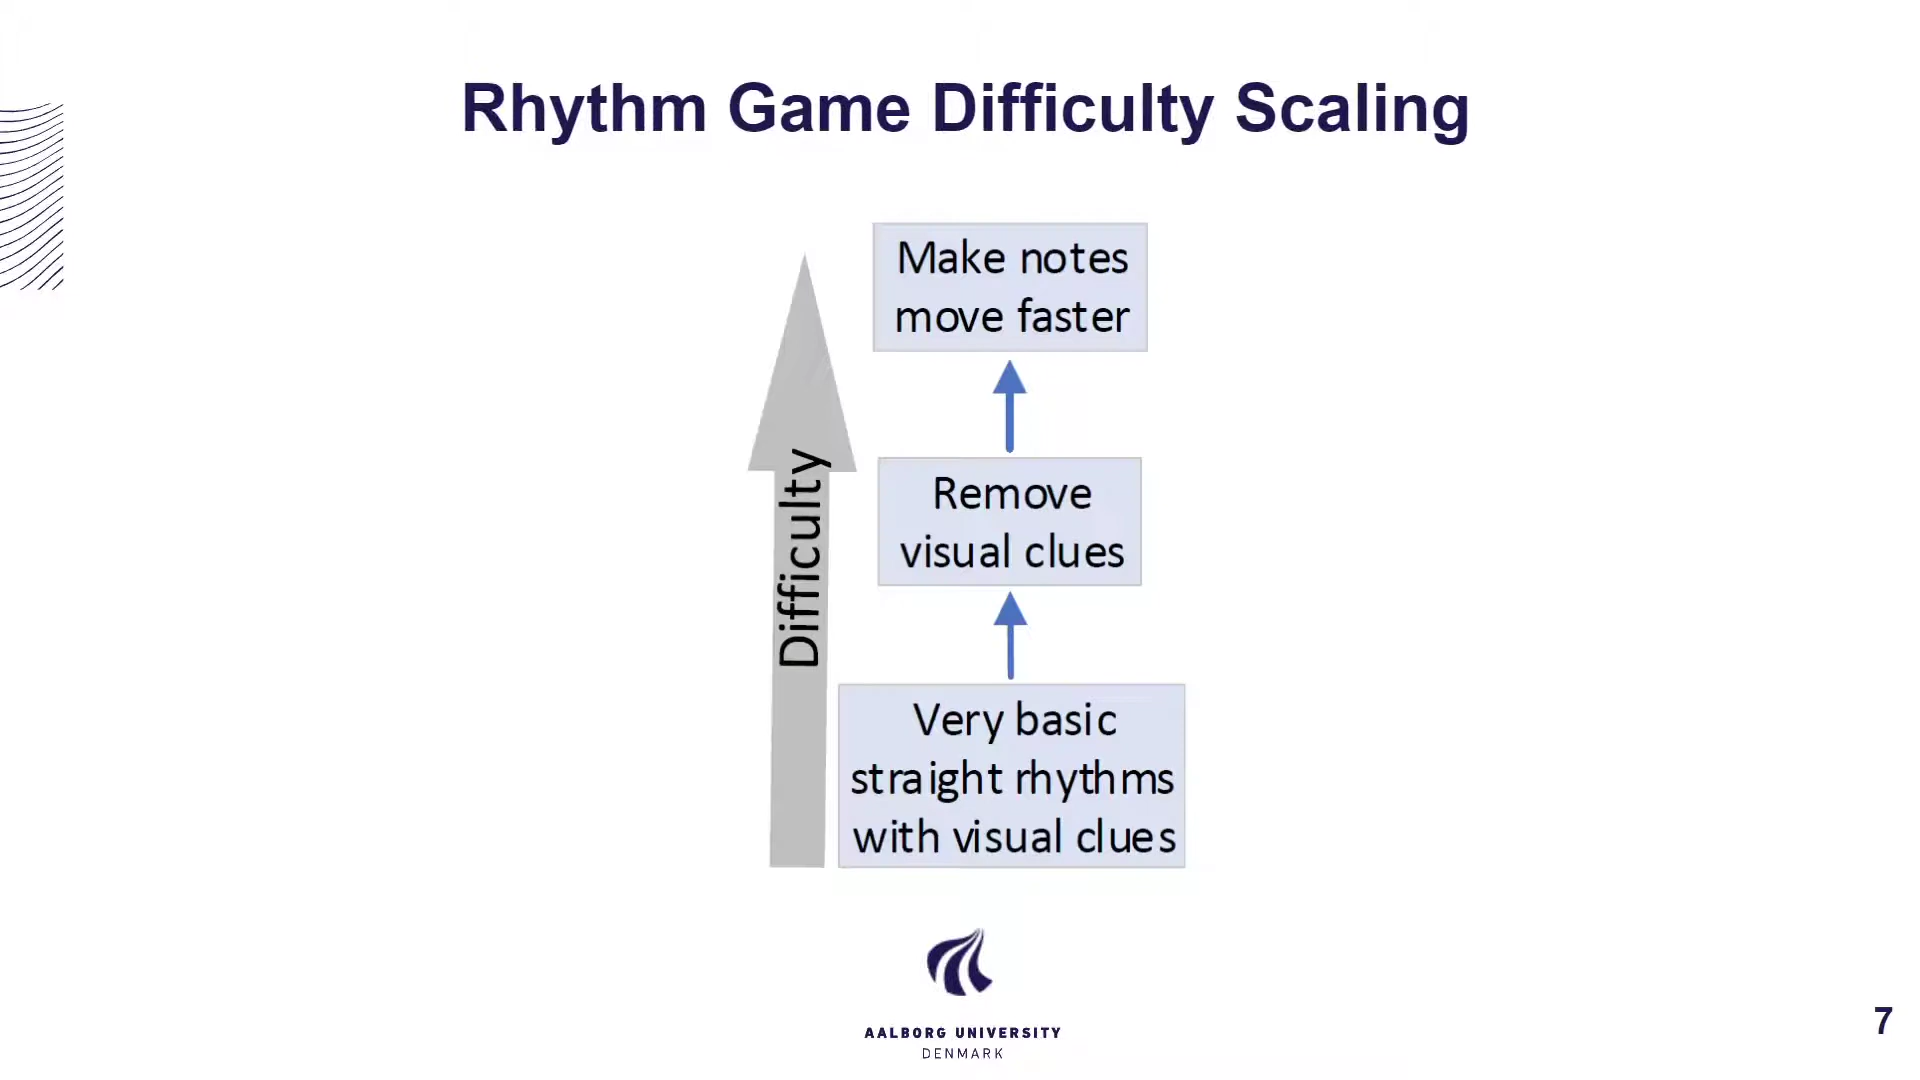 Rhythm Game Difficulty Scaling
Make notes
move faster
Difficulty
Remove
visual clues
Very basic
straight rhythms
with visual clues
AALBORG UNIVERSITY
DENMARK
7